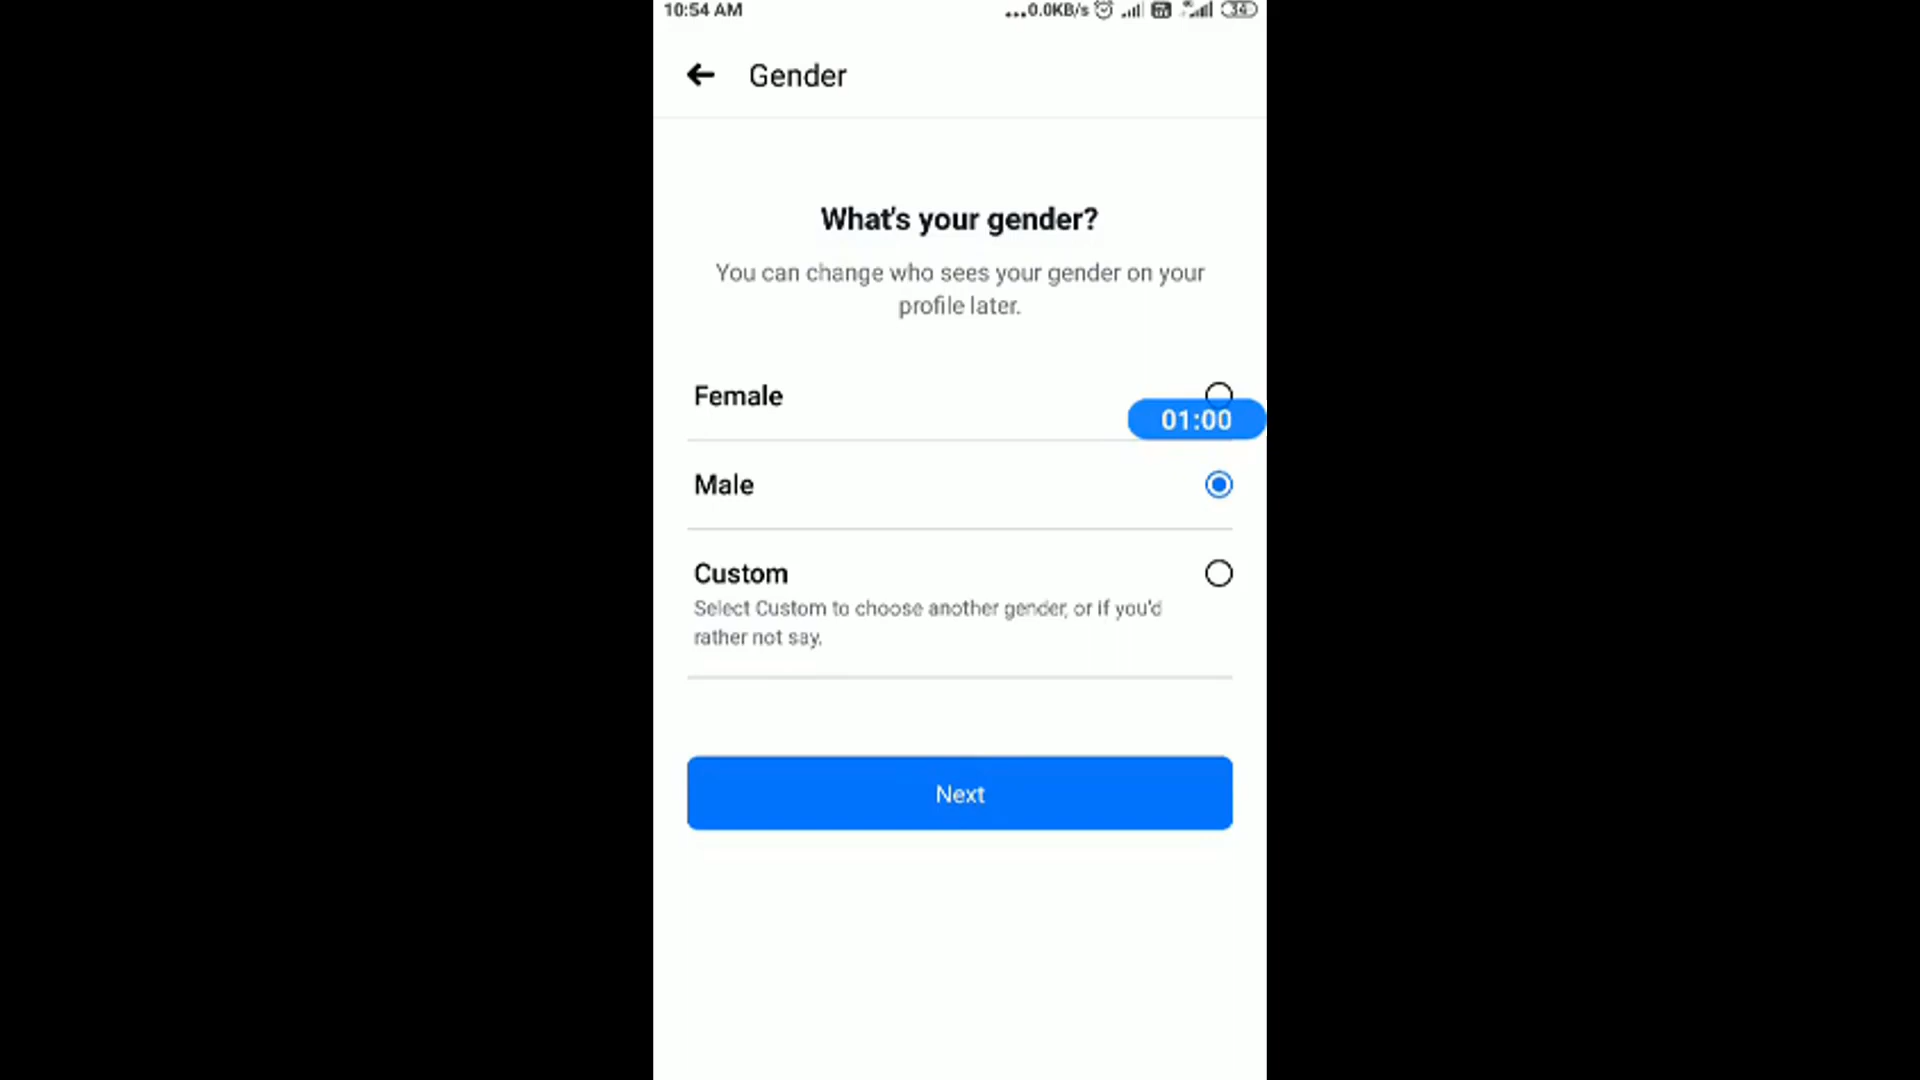 10:54 AM
...0.0KB/s 34
Gender
What's your gender?
You can change who sees your gender on your
profile later.
Female
01:00
Male
Custom
Select Custom to choose another gender, or if you'd
rather not say.
Next